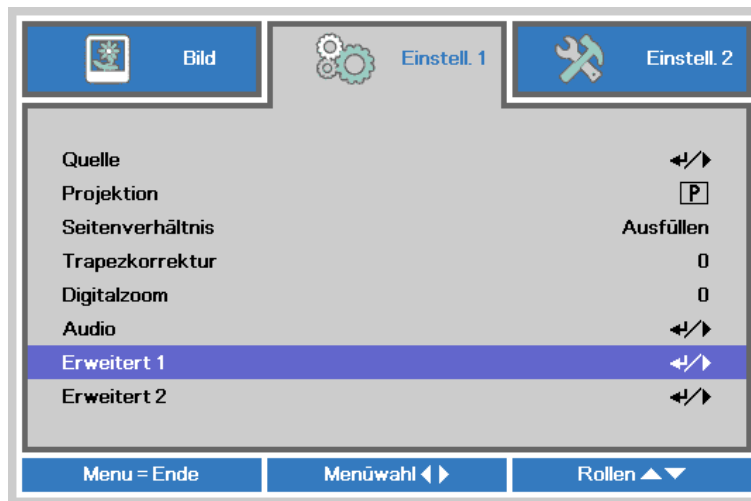 Bild
Einstell. 1
Einstell. 2
Quelle
Projektion P
Seitenverhältnis Ausfüllen
Trapezkorrektur 0
Digitalzoom 0
Audio
Erweitert 1
Erweitert 2
Menu = Ende
Menüwahl
Rollen